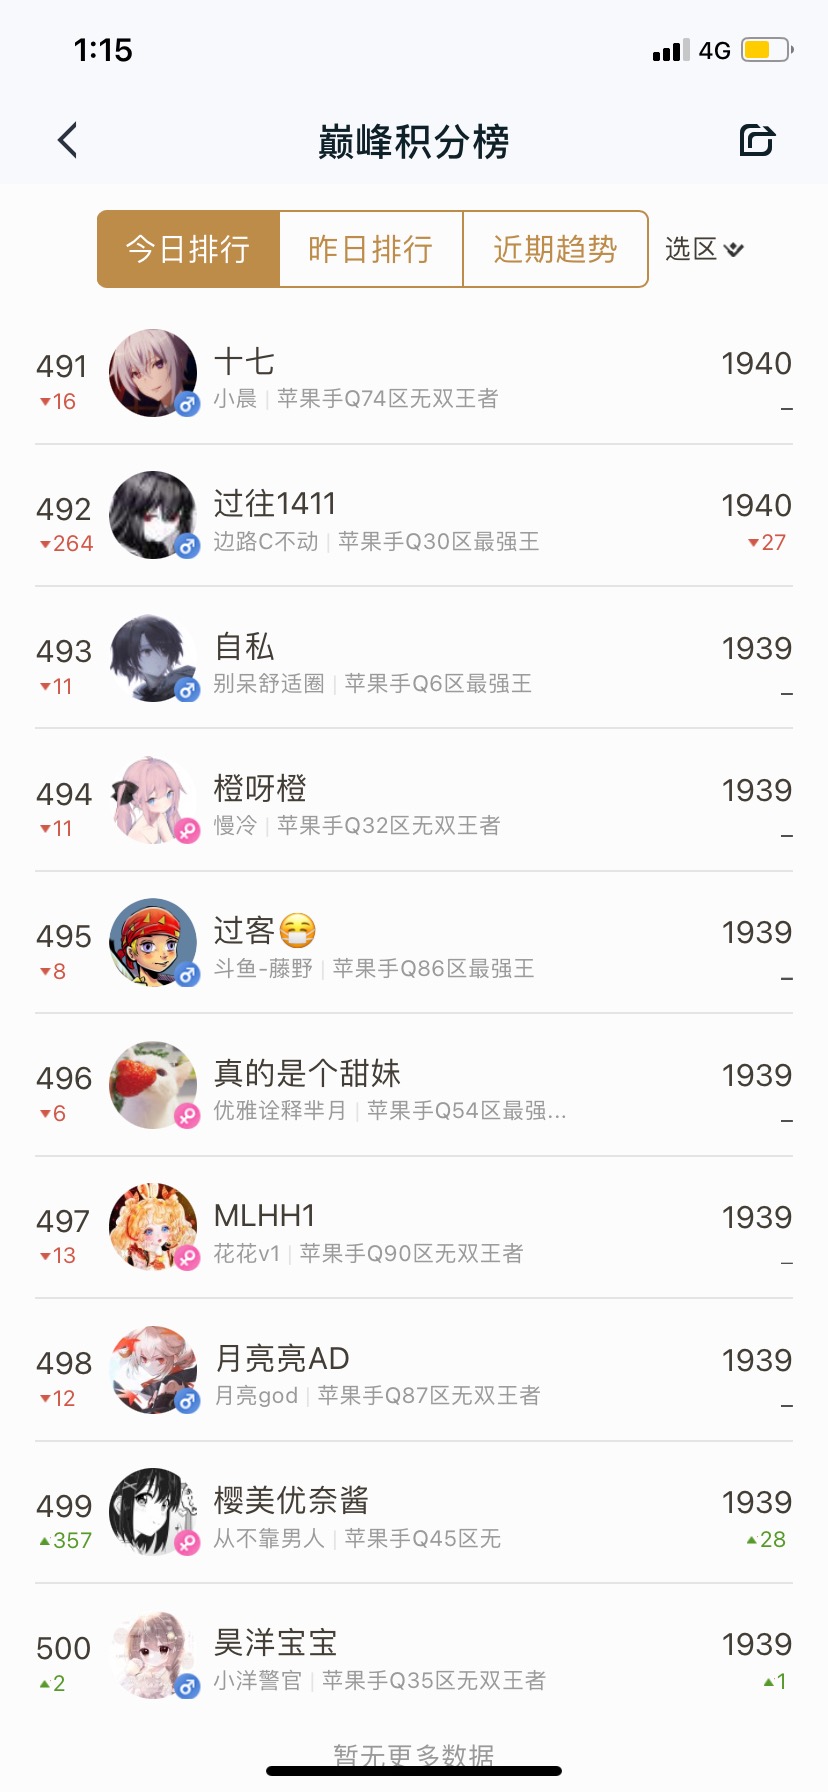 1:15 4G
巅峰积分榜
今日排行 昨日排行 近期趋势 选区
491 十七 1940
▼16 小晨 | 苹果手Q74区无双王者 –
492 过往1411 1940
▼264 边路C不动 | 苹果手Q30区最强王 ▼27
493 自私 1939
▼11 别呆舒适圈 | 苹果手Q6区最强王 –
494 橙呀橙 1939
▼11 慢冷 | 苹果手Q32区无双王者 –
495 过客😷 1939
▼8 斗鱼-藤野 | 苹果手Q86区最强王 –
496 真的是个甜妹 1939
▼6 优雅诠释芈月 | 苹果手Q54区最强... –
497 MLHH1 1939
▼13 花花v1 | 苹果手Q90区无双王者 –
498 月亮亮AD 1939
▼12 月亮god | 苹果手Q87区无双王者 –
499 樱美优奈酱 1939
▲357 从不靠男人 | 苹果手Q45区无 ▲28
500 昊洋宝宝 1939
▲2 小洋警官 | 苹果手Q35区无双王者 ▲1
暂无更多数据